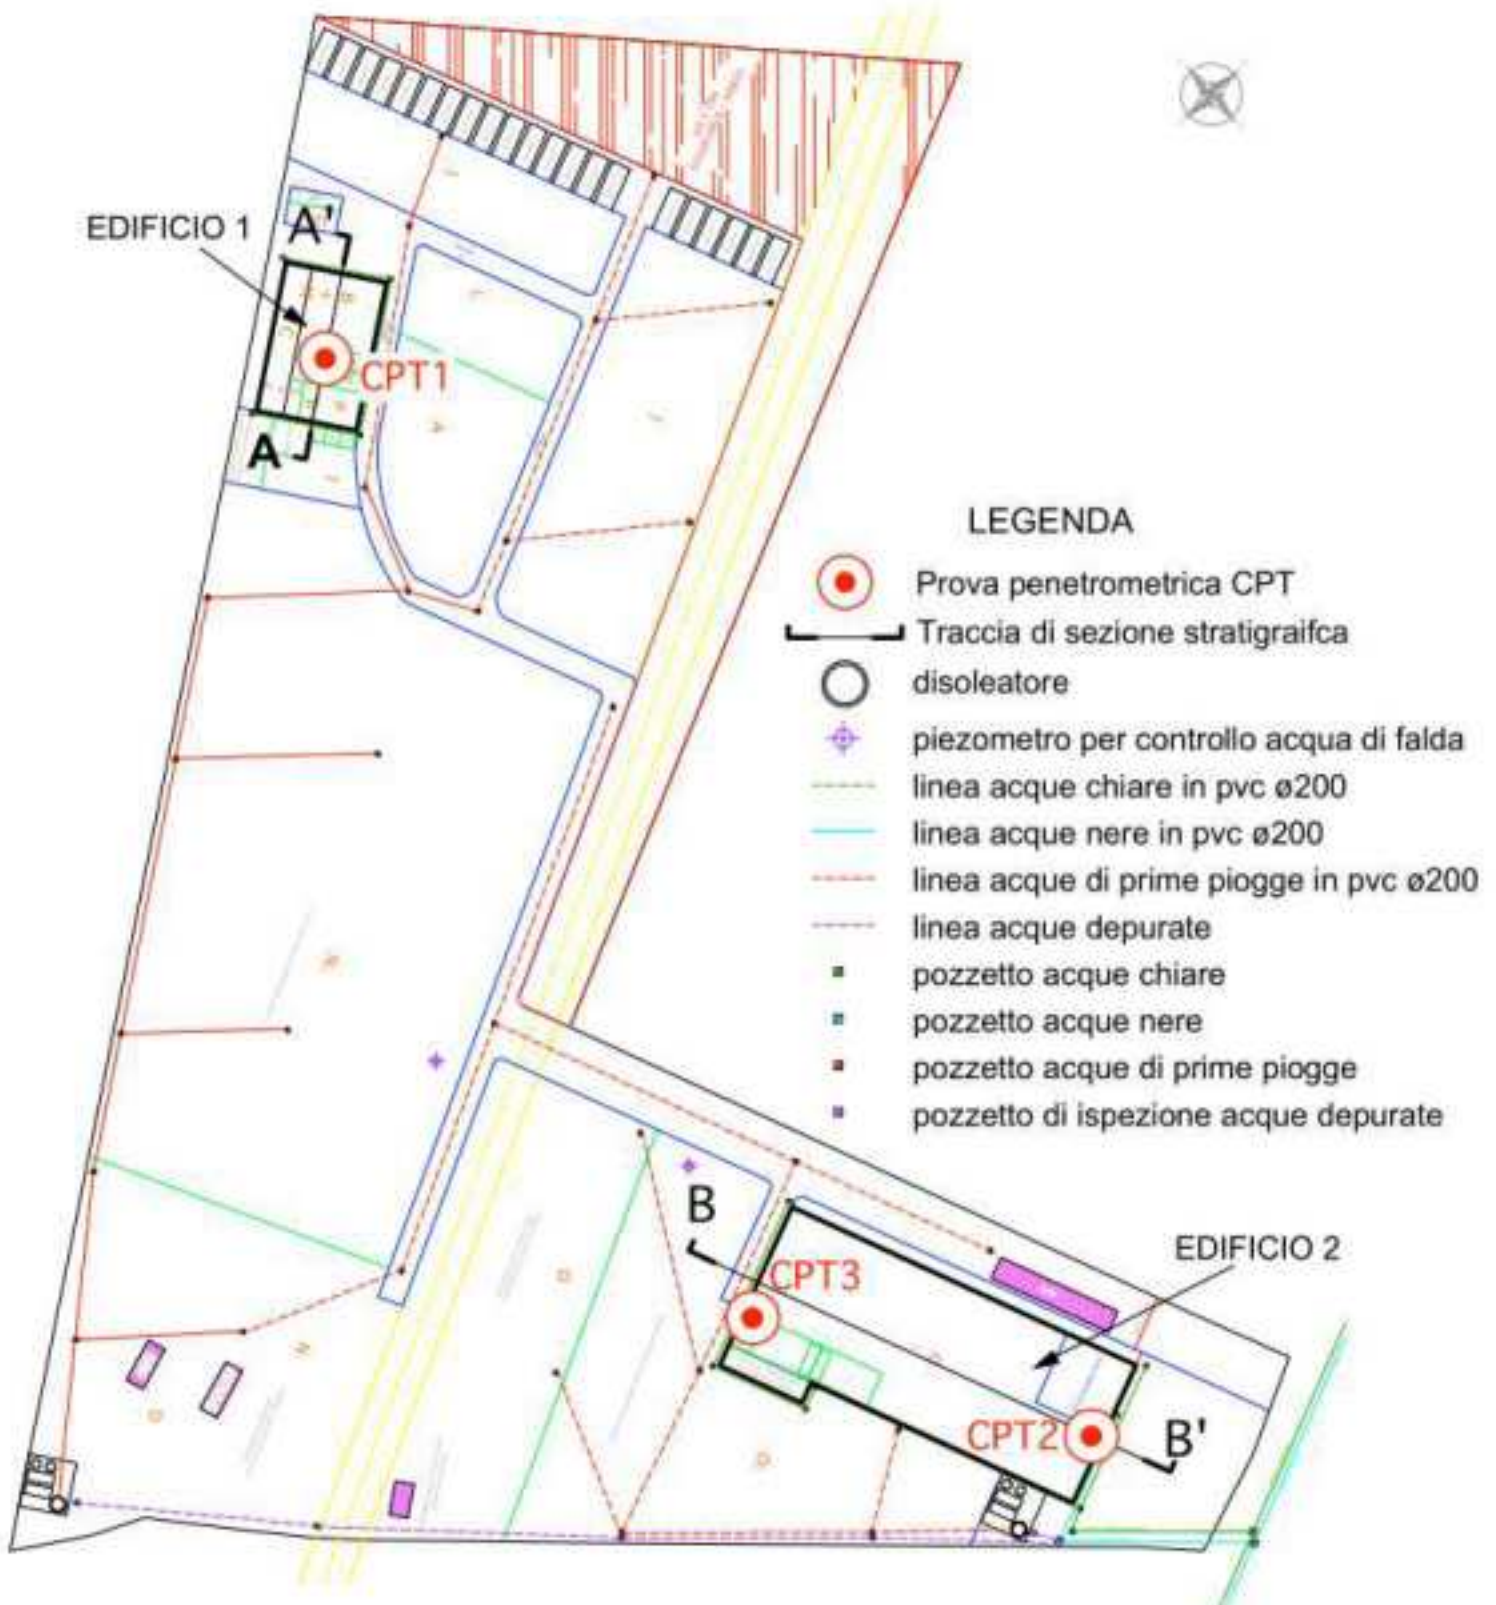 EDIFICIO 1
A'
CPT1
A
LEGENDA
Prova penetrometrica CPT
Traccia di sezione stratigraifca
disoleatore
piezometro per controllo acqua di falda
linea acque chiare in pvc ø200
linea acque nere in pvc ø200
linea acque di prime piogge in pvc ø200
linea acque depurate
pozzetto acque chiare
pozzetto acque nere
pozzetto acque di prime piogge
pozzetto di ispezione acque depurate
B
EDIFICIO 2
CPT3
CPT2
B'